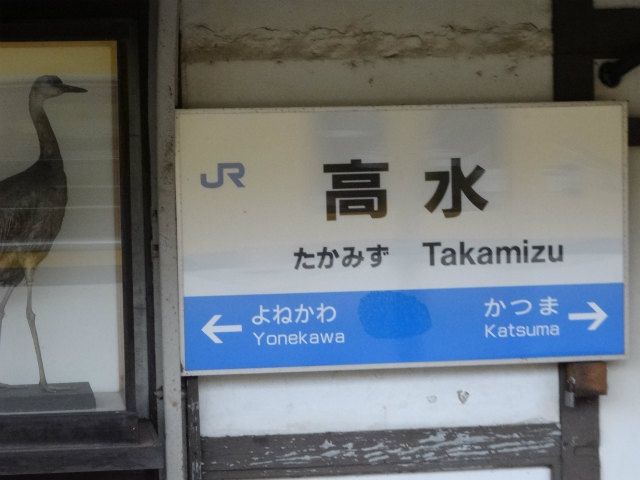 JR 高水
たかみず Takamizu
← よねかわ かつま →
Yonekawa Katsuma